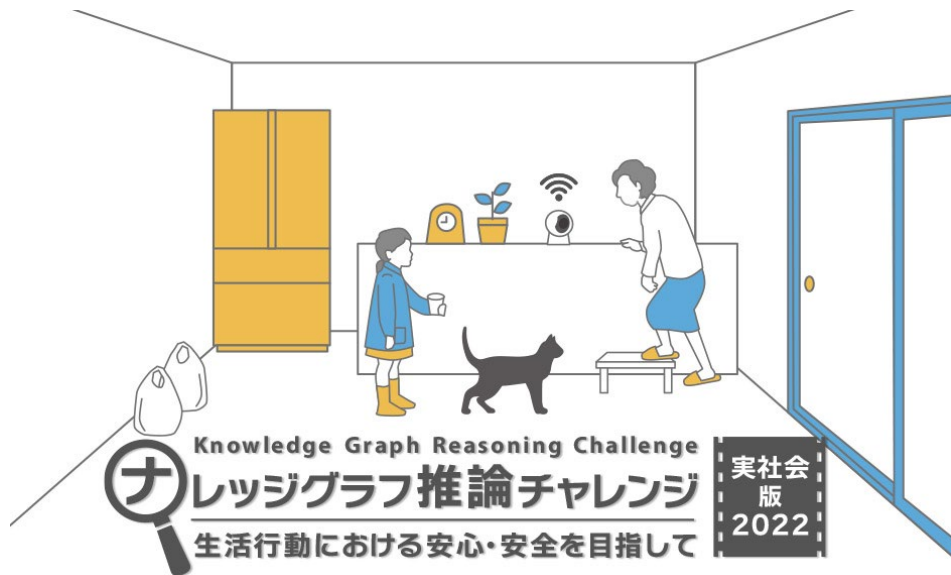 Knowledge Graph Reasoning Challenge
ナレッジグラフ推論チャレンジ
生活行動における安心・安全を目指して
実社会
版
2022